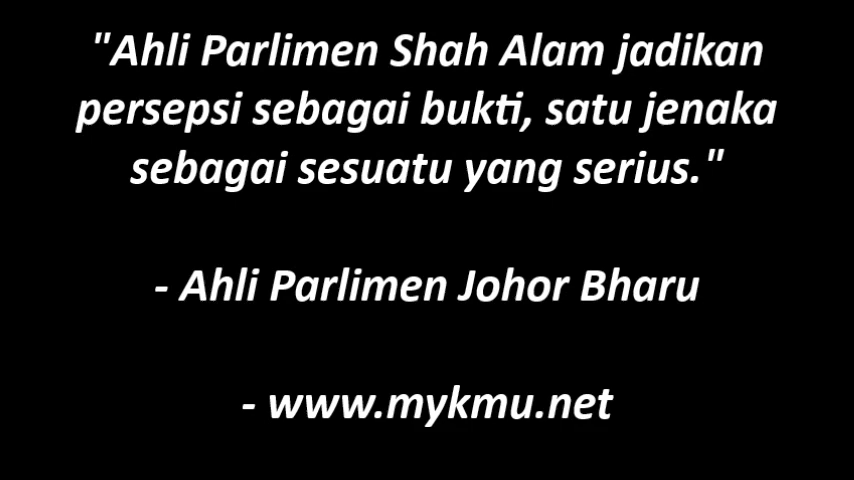 "Ahli Parlimen Shah Alam jadikan
persepsi sebagai bukti, satu jenaka
sebagai sesuatu yang serius."
- Ahli Parlimen Johor Bharu
- www.mykmu.net